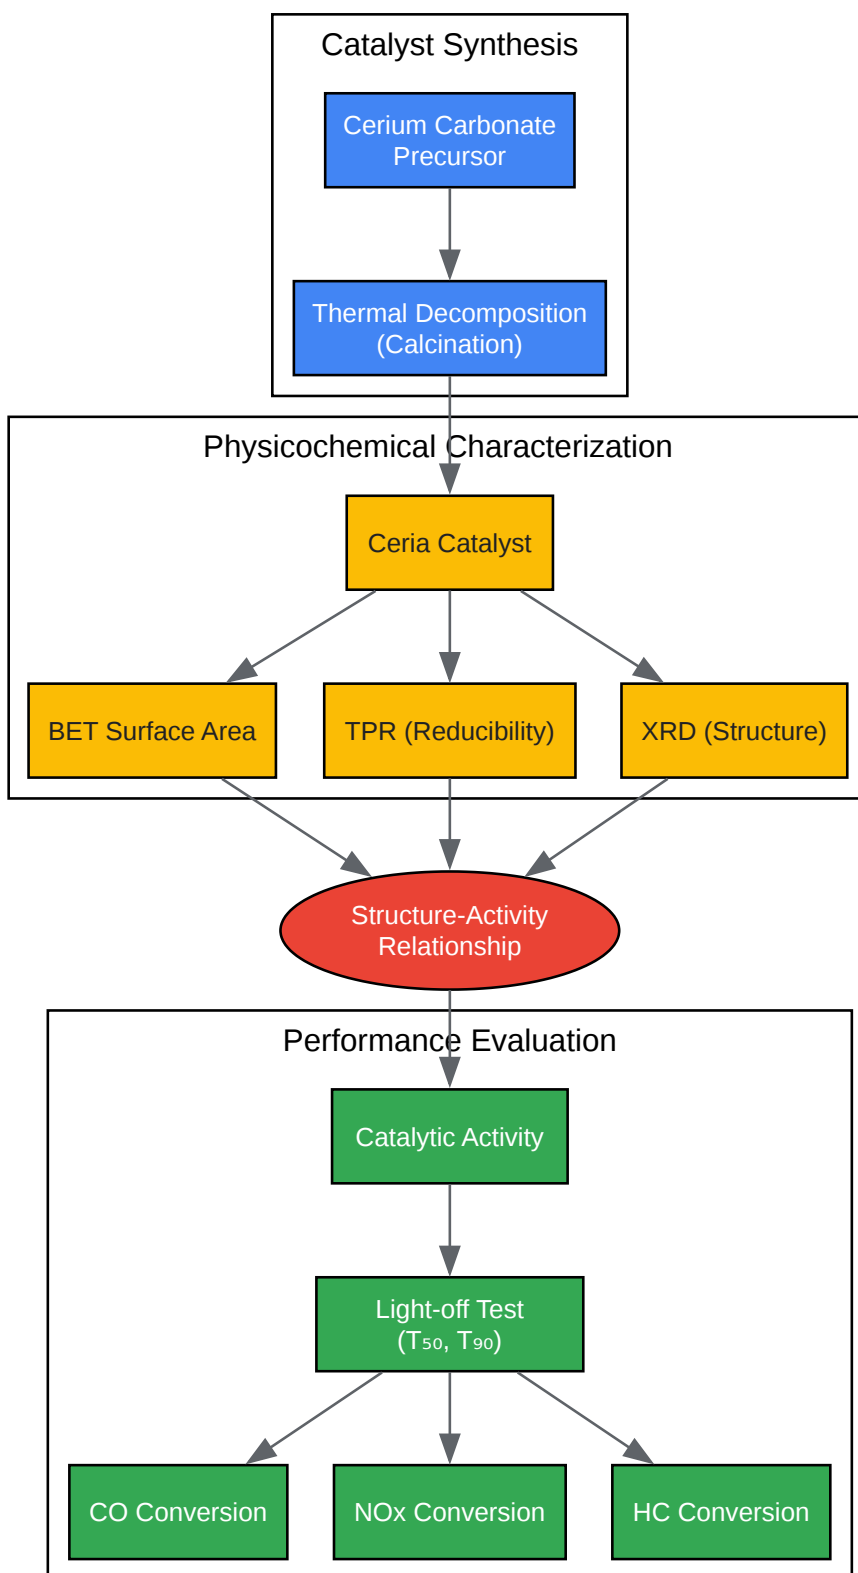 Catalyst Synthesis
Cerium Carbonate
Precursor
Thermal Decomposition
(Calcination)
Physicochemical Characterization
Ceria Catalyst
BET Surface Area
TPR (Reducibility)
XRD (Structure)
Structure-Activity
Relationship
Performance Evaluation
Catalytic Activity
Light-off Test
(T₅₀, T₉₀)
CO Conversion
NOx Conversion
HC Conversion